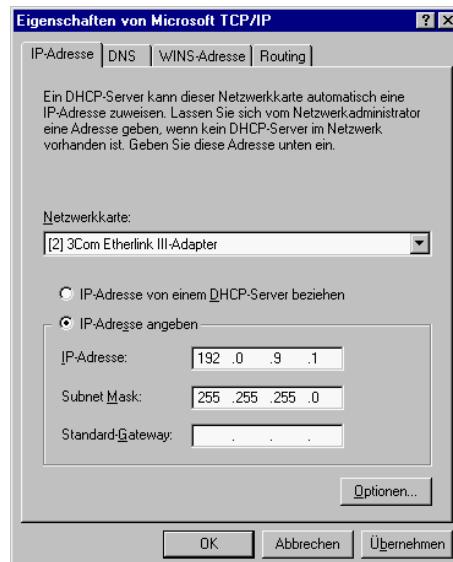 Eigenschaften von Microsoft TCP/IP
IP-Adresse DNS WINS-Adresse Routing
Ein DHCP-Server kann dieser Netzwerkkarte automatisch eine
IP-Adresse zuweisen. Lassen Sie sich vom Netzwerkadministrator
eine Adresse geben, wenn kein DHCP-Server im Netzwerk
vorhanden ist. Geben Sie diese Adresse unten ein.
Netzwerkkarte:
[2] 3Com Etherlink III-Adapter
IP-Adresse von einem DHCP-Server beziehen
IP-Adresse angeben
IP-Adresse: 192 .0 .9 .1
Subnet Mask: 255 .255 .255 .0
Standard-Gateway: . . .
Optionen...
OK Abbrechen Übernehmen